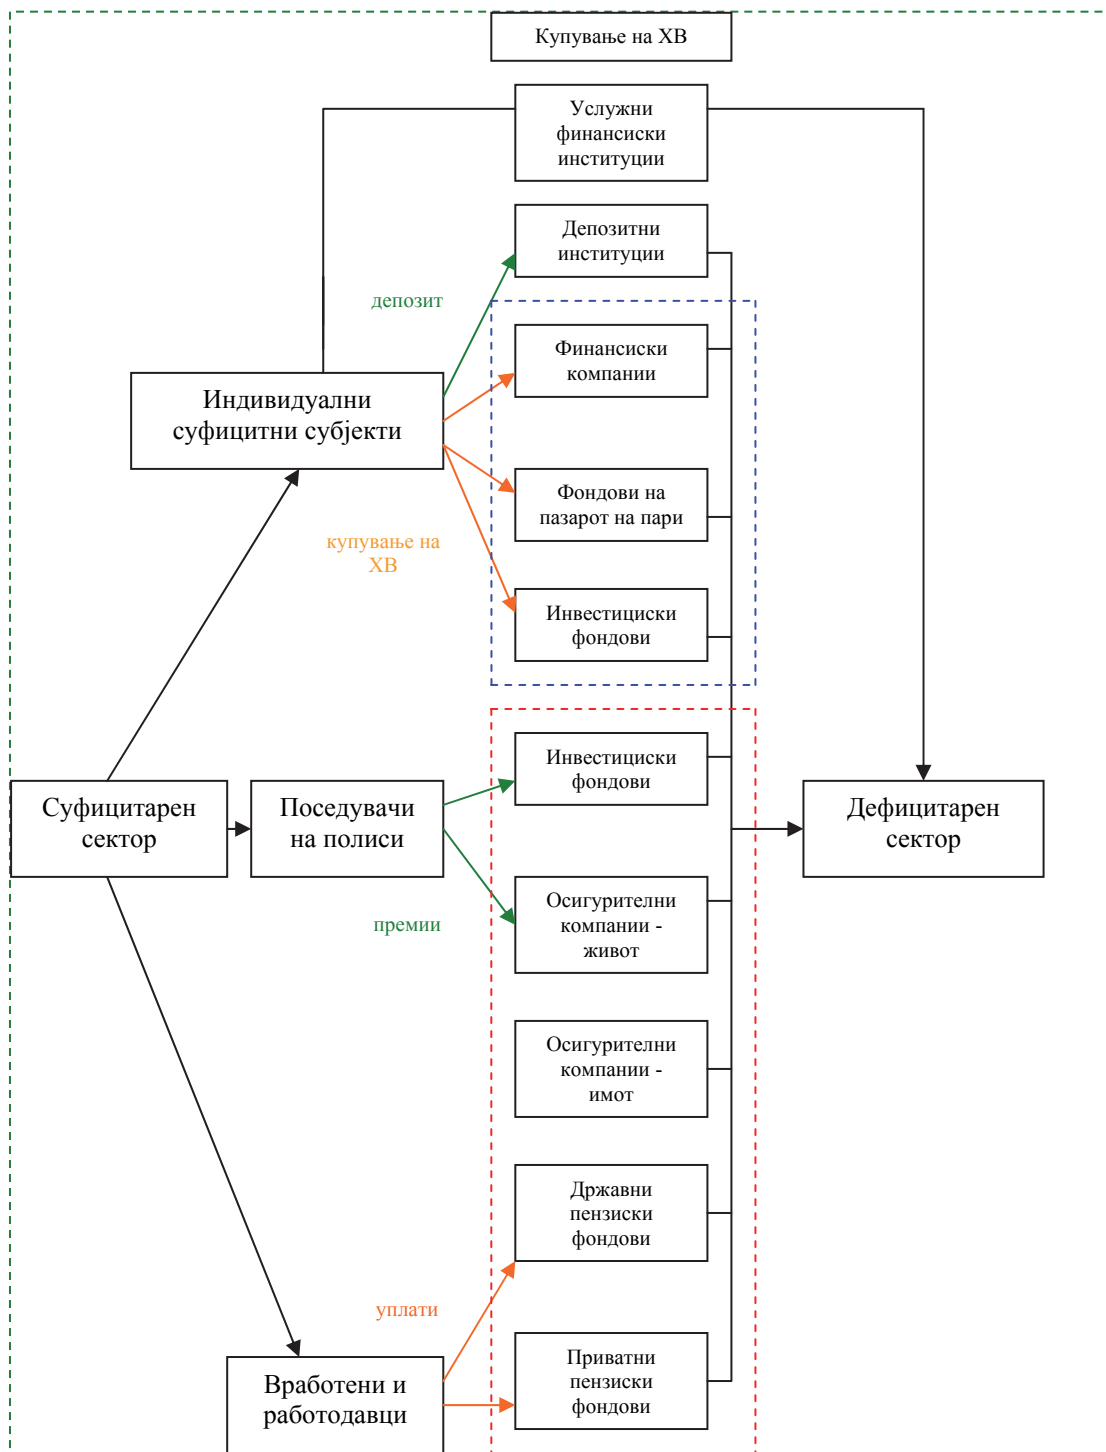 Купување на ХВ
Услужни
финансиски
институции
Депозитни
институции
депозит
Финансиски
компании
Индивидуални
суфицитни субјекти
Фондови на
пазарот на пари
купување на
ХВ
Инвестициски
фондови
Инвестициски
фондови
Суфицитарен
сектор
Поседувачи
на полиси
Дефицитарен
сектор
Осигурителни
компании -
живот
премии
Осигурителни
компании -
имот
Државни
пензиски
фондови
уплати
Приватни
пензиски
фондови
Вработени и
работодавци